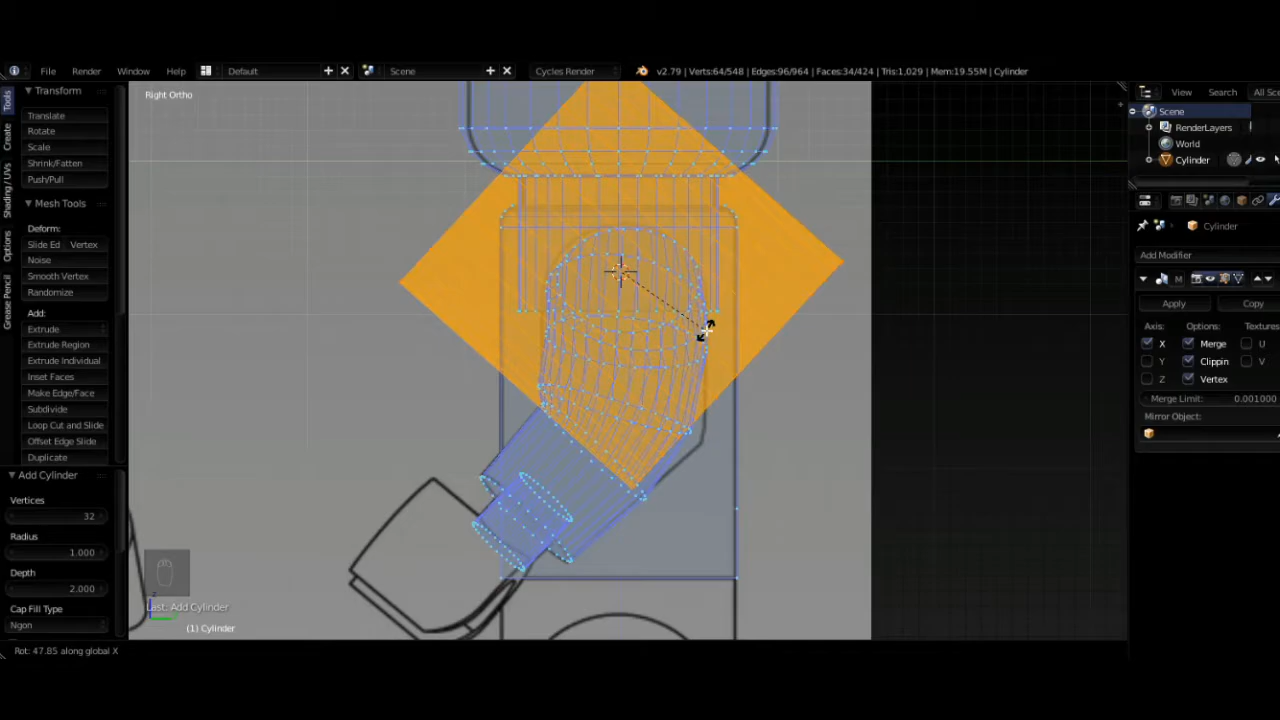 File Render Window Help Default Scene Cycles Render v2.79 | Verts:64/548 | Edges:96/964 | Faces:34/424 | Tris:1,029 | Mem:19.55M | Cylinder
Right Ortho
Tools
Create
Shading / UVs
Options
Grease Pencil
Transform
Translate
Rotate
Scale
Shrink/Fatten
Push/Pull
Mesh Tools
Deform:
Slide Ed Vertex
Noise
Smooth Vertex
Randomize
Add:
Extrude
Extrude Region
Extrude Individual
Inset Faces
Make Edge/Face
Subdivide
Loop Cut and Slide
Offset Edge Slide
Duplicate
Add Cylinder
Vertices
32
Radius
1.000
Depth
2.000
Cap Fill Type
Ngon
Last: Add Cylinder
(1) Cylinder
Rot: 47.85 along global X
View Search All Sce
Scene
RenderLayers
World
Cylinder
Cylinder
Add Modifier
M
Apply Copy
Axis: Options: Textures
X Merge U
Y Clippin V
Z Vertex
Merge Limit: 0.001000
Mirror Object: